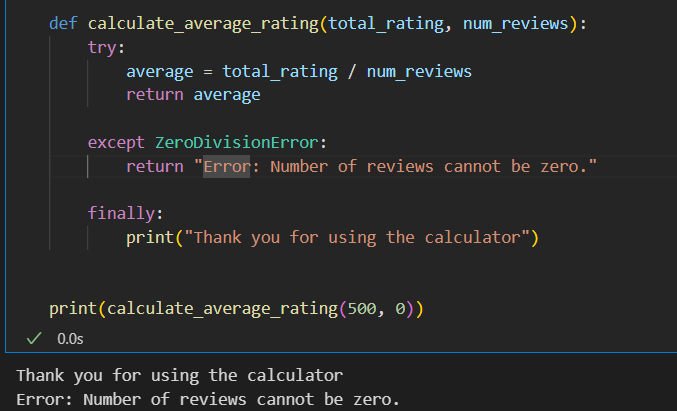 def calculate_average_rating(total_rating, num_reviews):
    try:
        average = total_rating / num_reviews
        return average
    except ZeroDivisionError:
        return "Error: Number of reviews cannot be zero."
    finally:
        print("Thank you for using the calculator")
print(calculate_average_rating(500, 0))
✓ 0.0s
Thank you for using the calculator
Error: Number of reviews cannot be zero.